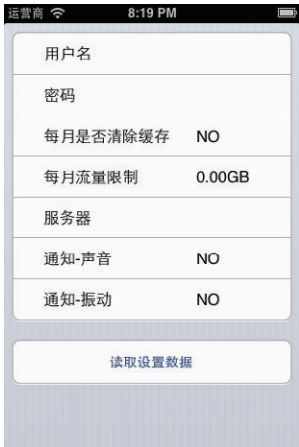 运营商 8:19 PM
用户名
密码
每月是否清除缓存 NO
每月流量限制 0.00GB
服务器
通知-声音 NO
通知-振动 NO
读取设置数据